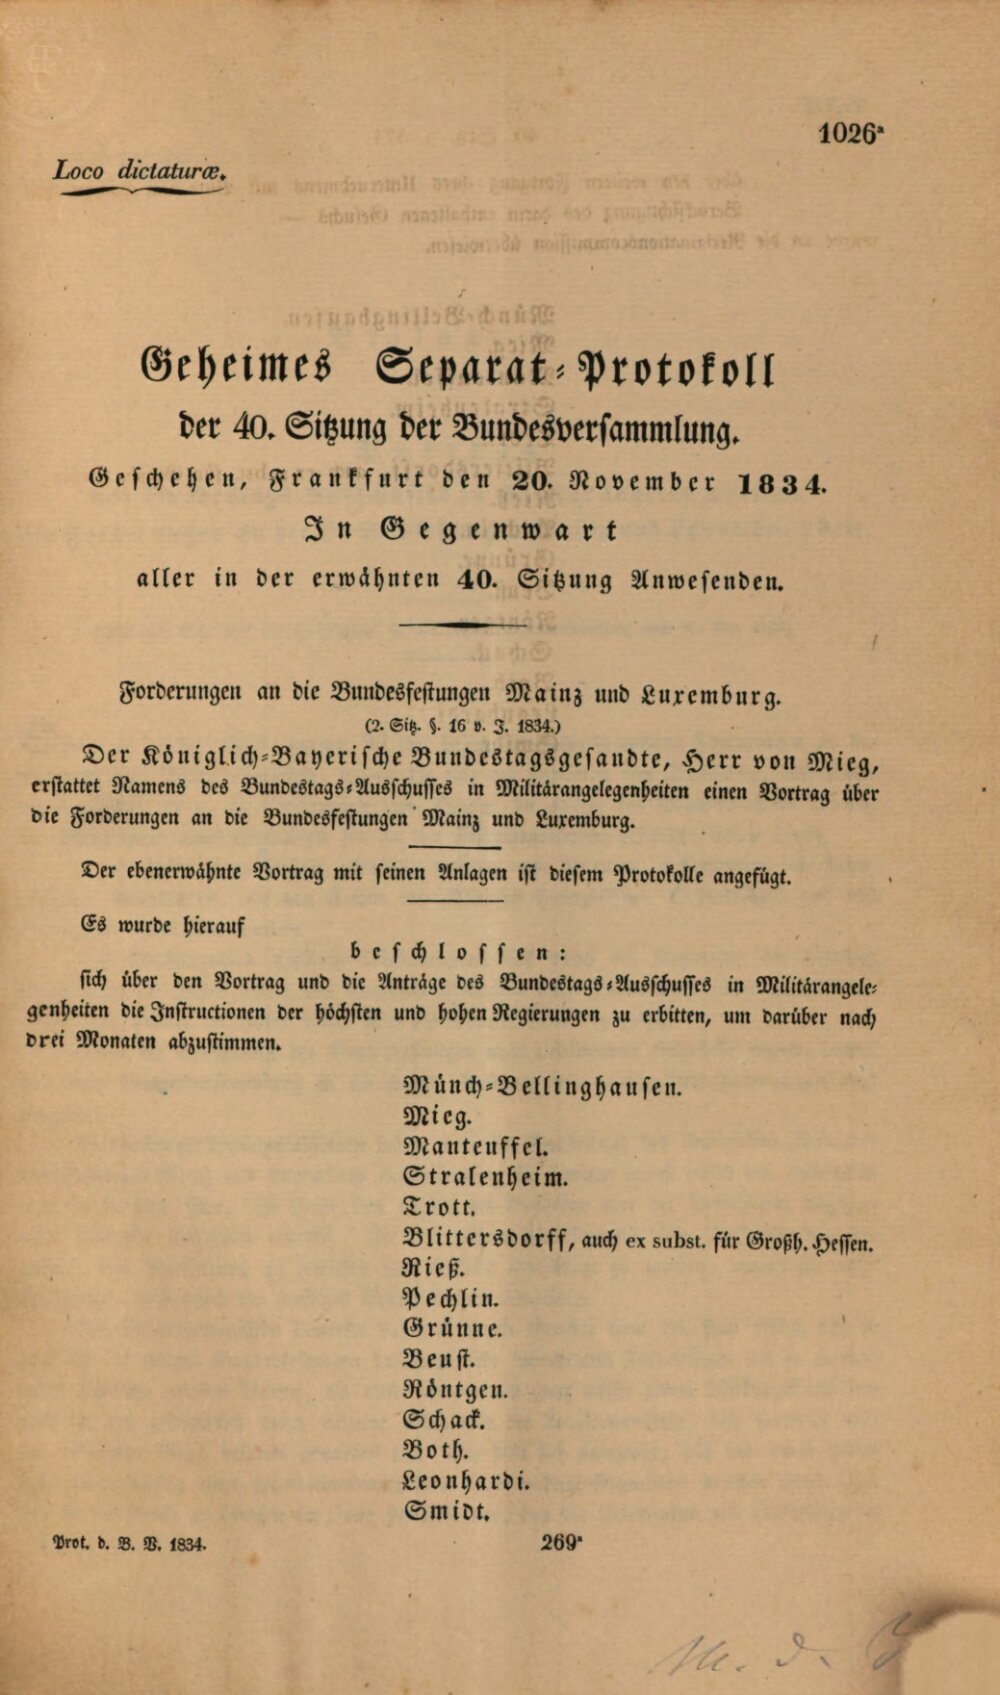 1026ª
Loco dictaturæ.
Geheimes Separat-Protokoll
der 40. Sitzung der Bundesversammlung.
Geschehen, Frankfurt den 20. November 1834.
In Gegenwart
aller in der erwähnten 40. Sitzung Anwesenden.
Forderungen an die Bundesfestungen Mainz und Luxemburg.
(2. Sitz. §. 16 v. J. 1834.)
Der Königlich-Bayerische Bundestagsgesandte, Herr von Mieg,
erstattet Namens des Bundestags-Ausschusses in Militärangelegenheiten einen Vortrag über
die Forderungen an die Bundesfestungen Mainz und Luxemburg.
Der ebenerwähnte Vortrag mit seinen Anlagen ist diesem Protokolle angefügt.
Es wurde hierauf
beschlossen:
sich über den Vortrag und die Anträge des Bundestags-Ausschusses in Militärangele-
genheiten die Instructionen der höchsten und hohen Regierungen zu erbitten, um darüber nach
drei Monaten abzustimmen.
Münch-Bellinghausen.
Mieg.
Manteuffel.
Stralenheim.
Trott.
Blittersdorff, auch ex subst. für Großh. Hessen.
Rieß.
Pechlin.
Grünne.
Beust.
Röntgen.
Schack.
Both.
Leonhardi.
Smidt.
Prot. d. B. V. 1834.
269ª
M. d.